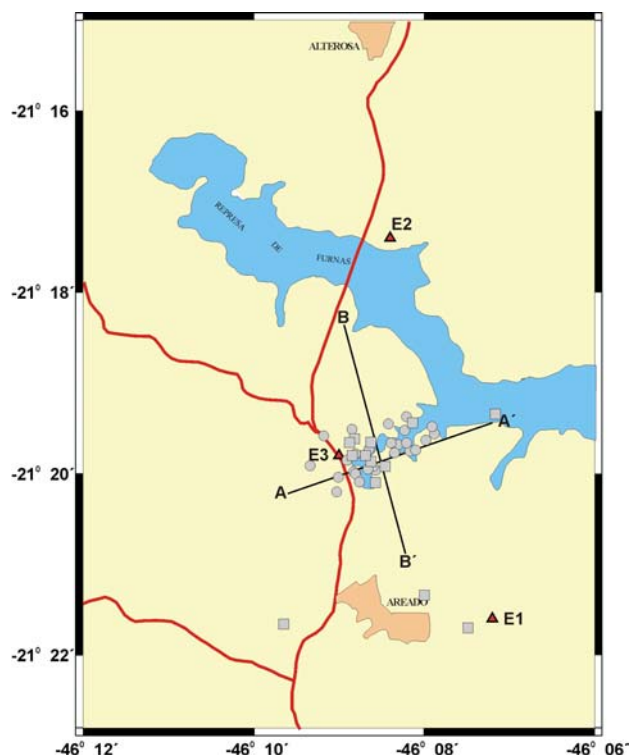 ALTEROSA
-21° 16
E2
REPRESA
DE
FURNAS
-21° 18´
B
A´
E3
-21° 20´
A
B´
AREADO
E1
-21° 22´
-46° 12´
-46° 10´
-46° 08´
-46° 06´